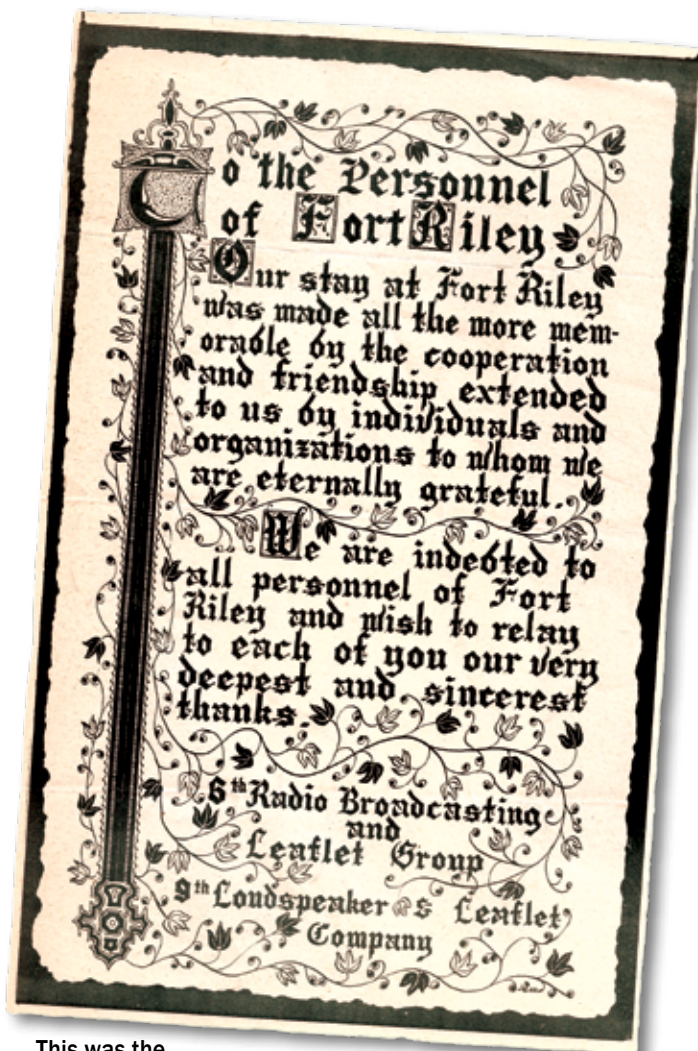 To the Personnel
of Fort Riley
Our stay at Fort Riley
was made all the more mem-
orable by the cooperation
and friendship extended
to us by individuals and
organizations to whom we
are eternally grateful.
We are indebted to
all personnel of Fort
Riley and wish to relay
to each of you our very
deepest and sincerest
thanks.
6th Radio Broadcasting
and
Leaflet Group
9th Loudspeaker & Leaflet
Company
This was the